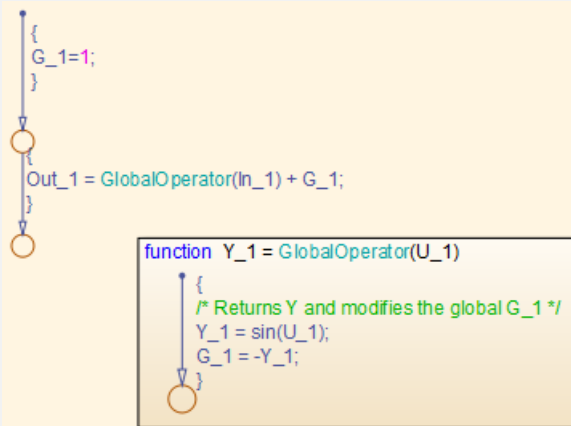 {
G_1=1;
}
{
Out_1 = GlobalOperator(In_1) + G_1;
}
function Y_1 = GlobalOperator(U_1)
{
/* Returns Y and modifies the global G_1 */
Y_1 = sin(U_1);
G_1 = -Y_1;
}